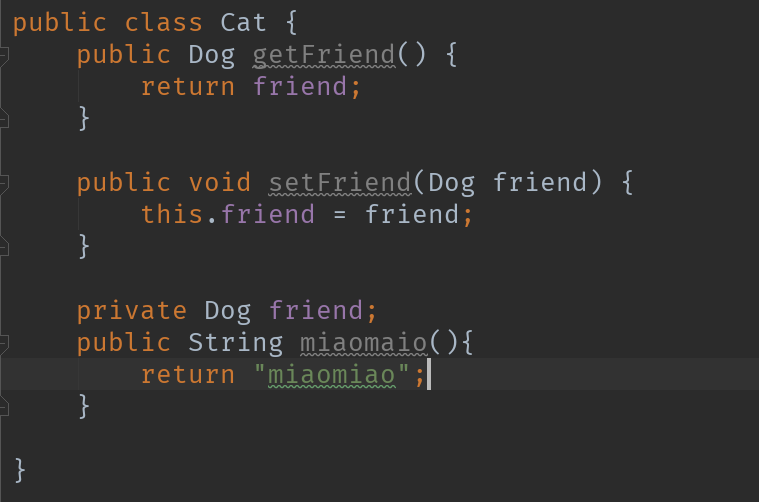 public class Cat {
    public Dog getFriend() {
        return friend;
    }

    public void setFriend(Dog friend) {
        this.friend = friend;
    }

    private Dog friend;
    public String miaomaio(){
        return "miaomiao";
    }

}